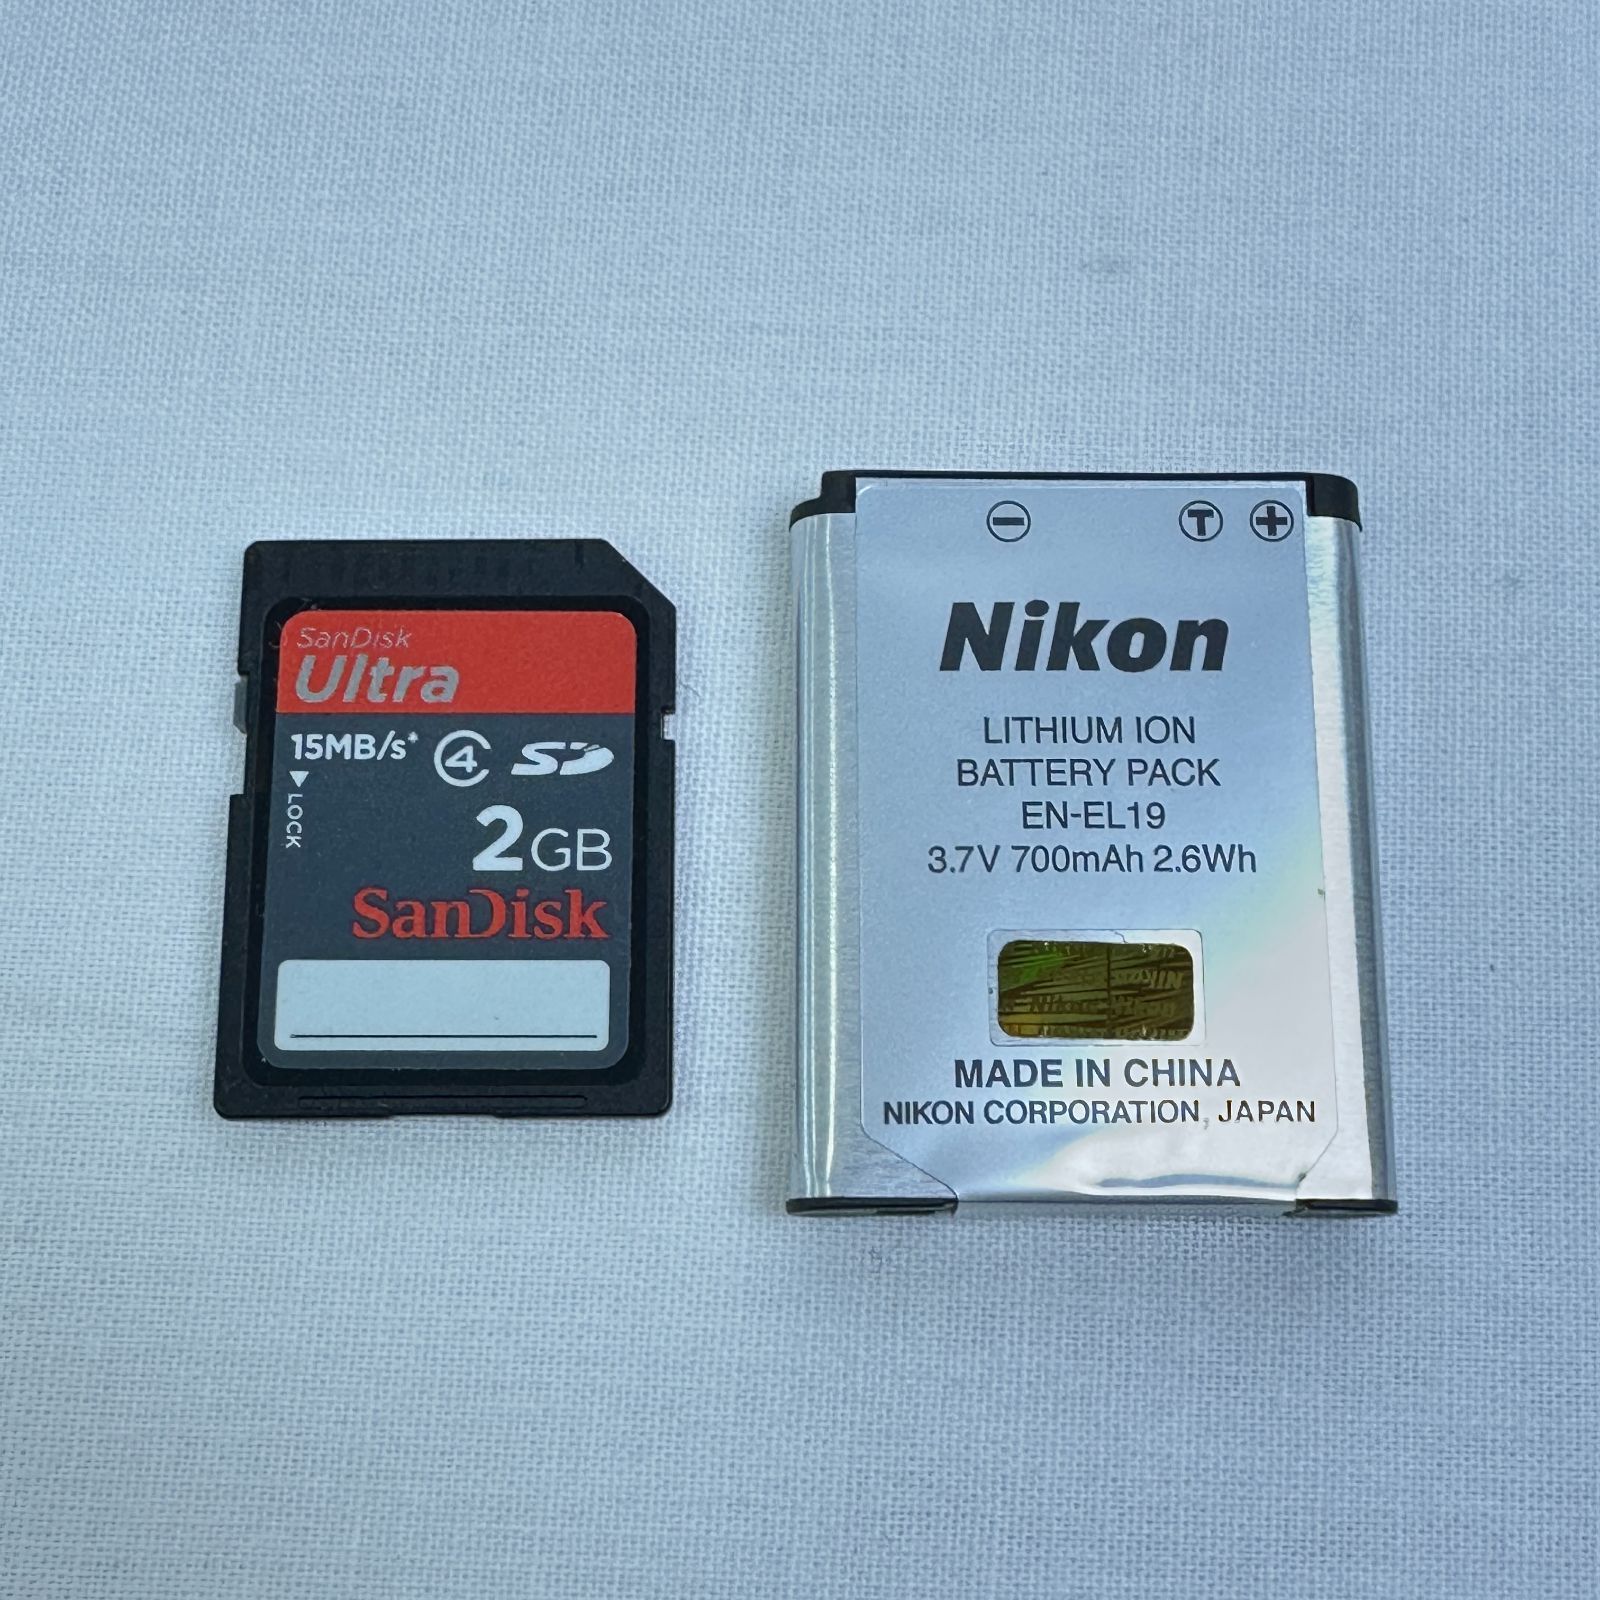 SanDisk
Ultra
15MB/s* 4 SD
LOCK
2GB
SanDisk
− T +
Nikon
LITHIUM ION
BATTERY PACK
EN-EL19
3.7V 700mAh 2.6Wh
MADE IN CHINA
NIKON CORPORATION, JAPAN